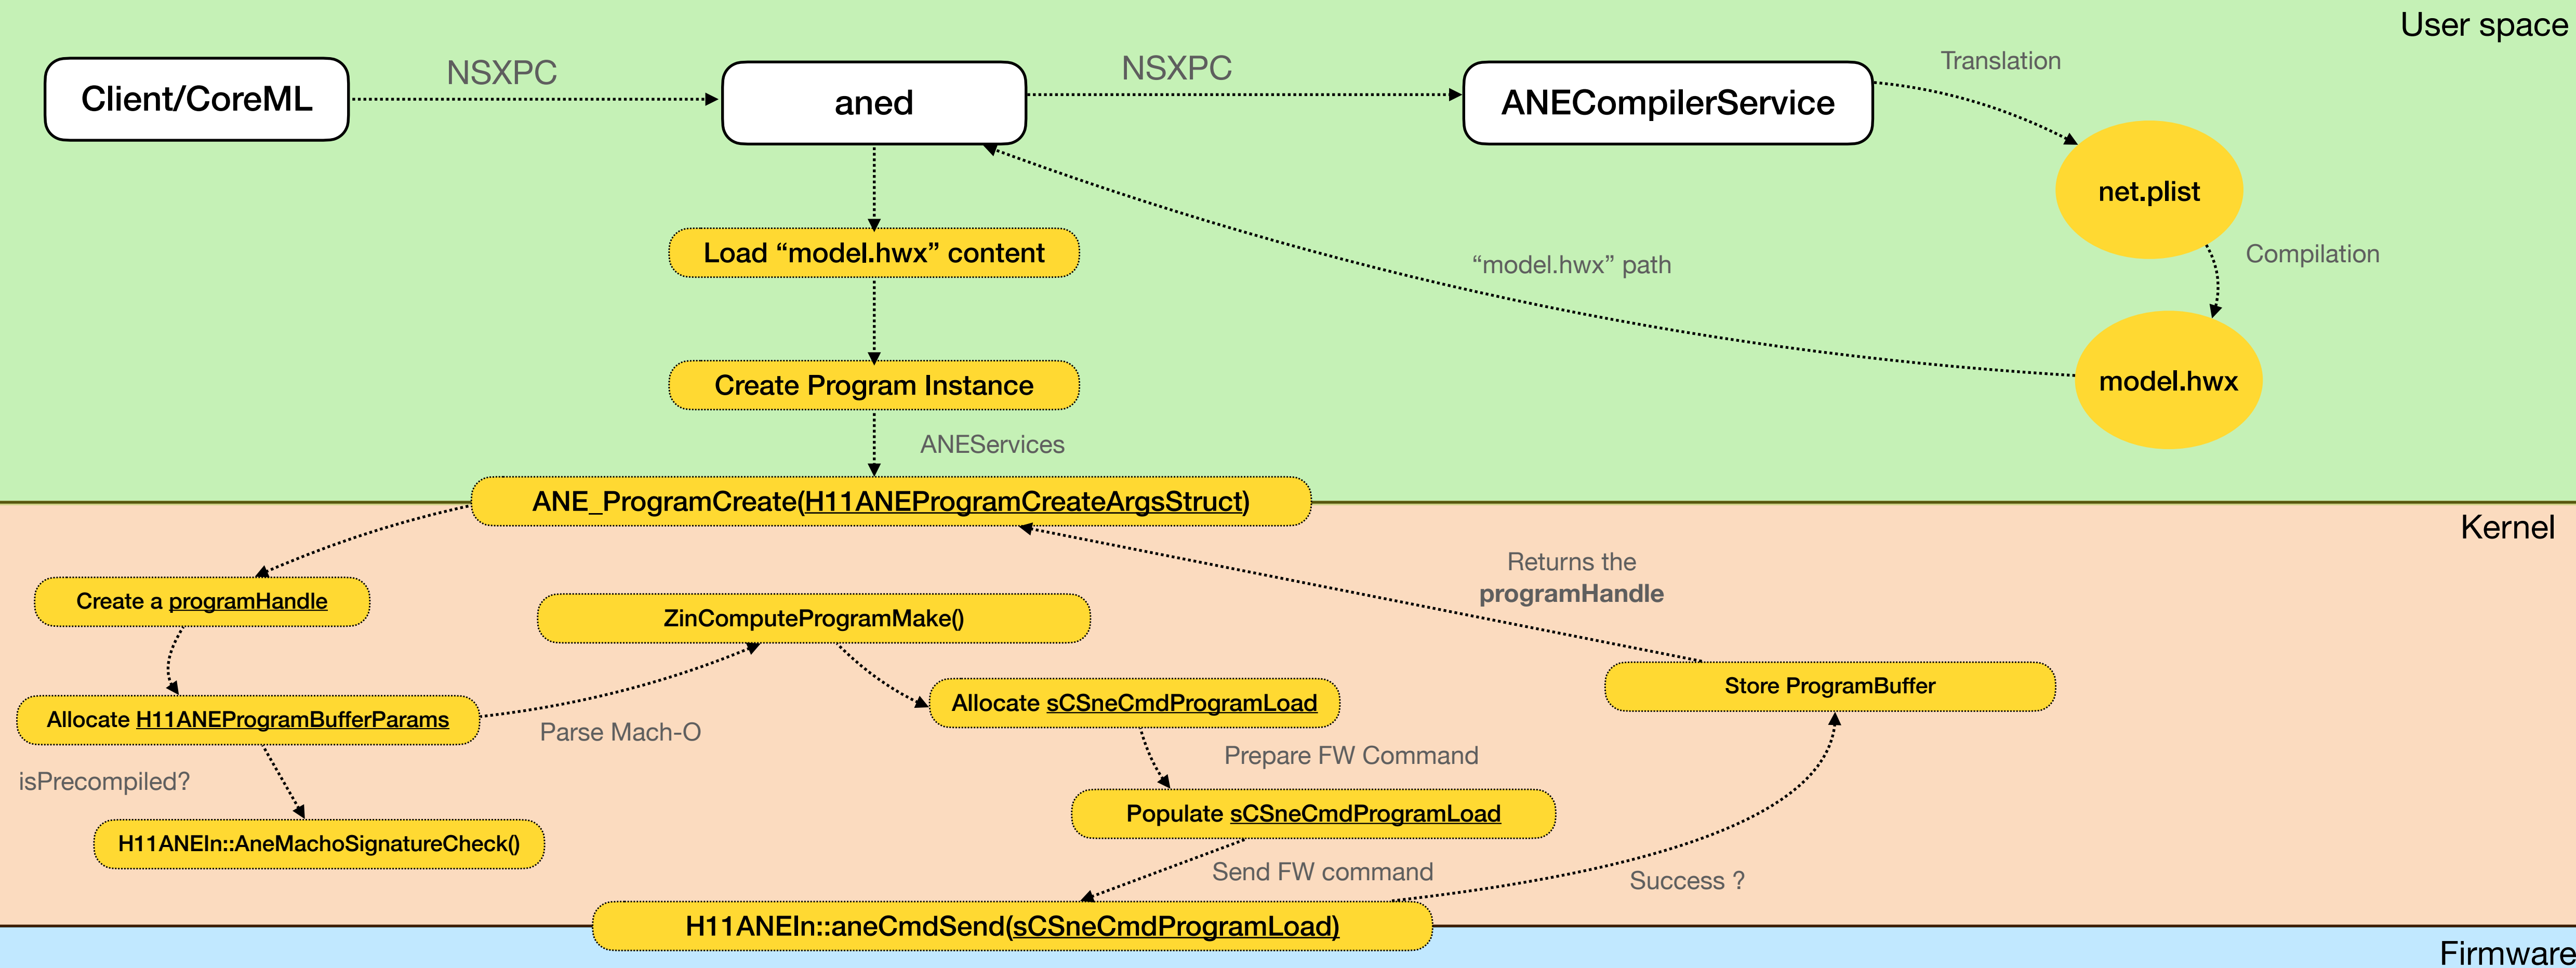 User space
Client/CoreML
NSXPC
aned
NSXPC
ANECompilerService
Translation
net.plist
Compilation
model.hwx
“model.hwx” path
Load “model.hwx” content
Create Program Instance
ANEServices
ANE_ProgramCreate(H11ANEProgramCreateArgsStruct)
Kernel
Create a programHandle
Allocate H11ANEProgramBufferParams
isPrecompiled?
H11ANEIn::AneMachoSignatureCheck()
Parse Mach-O
ZinComputeProgramMake()
Allocate sCSneCmdProgramLoad
Prepare FW Command
Populate sCSneCmdProgramLoad
Send FW command
H11ANEIn::aneCmdSend(sCSneCmdProgramLoad)
Success ?
Store ProgramBuffer
Returns the
programHandle
Firmware